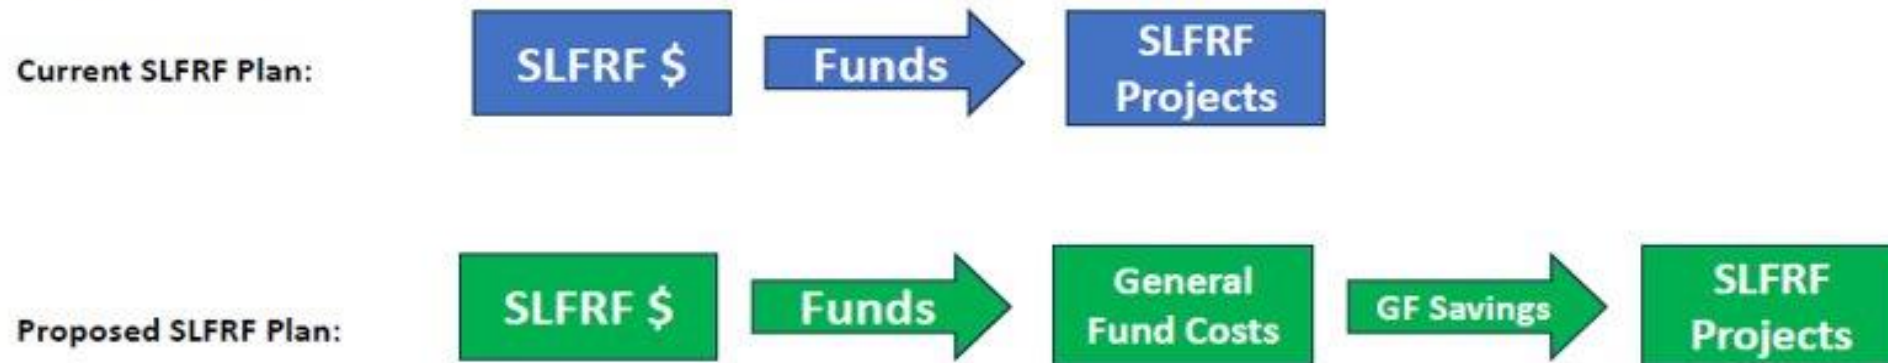 Current SLFRF Plan:
SLFRF $
Funds
SLFRF
Projects
Proposed SLFRF Plan:
SLFRF $
Funds
General
Fund Costs
GF Savings
SLFRF
Projects